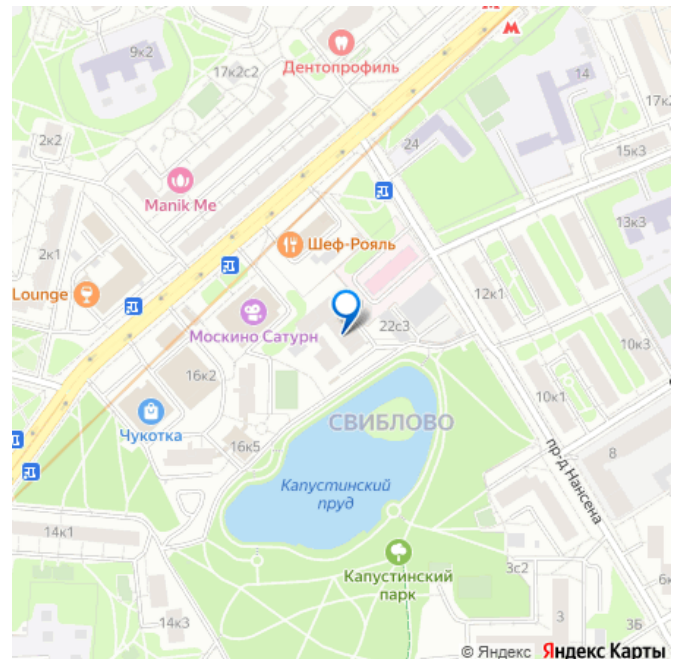 9к2
17к2с2
Дентопрофиль
14
17к
2к2
24
15к3
Manik Me
13к3
Шеф-Рояль
2к1
Lounge
12к1
22с3
Москино Сатурн
10к3
16к2
10к1
Чукотка
СВИБЛОВО
16к5
8
пр-д Нансена
Капустинский
пруд
14к1
3с2
Капустинский
парк
6к
14к3
3
3Б
© Яндекс Яндекс Карты